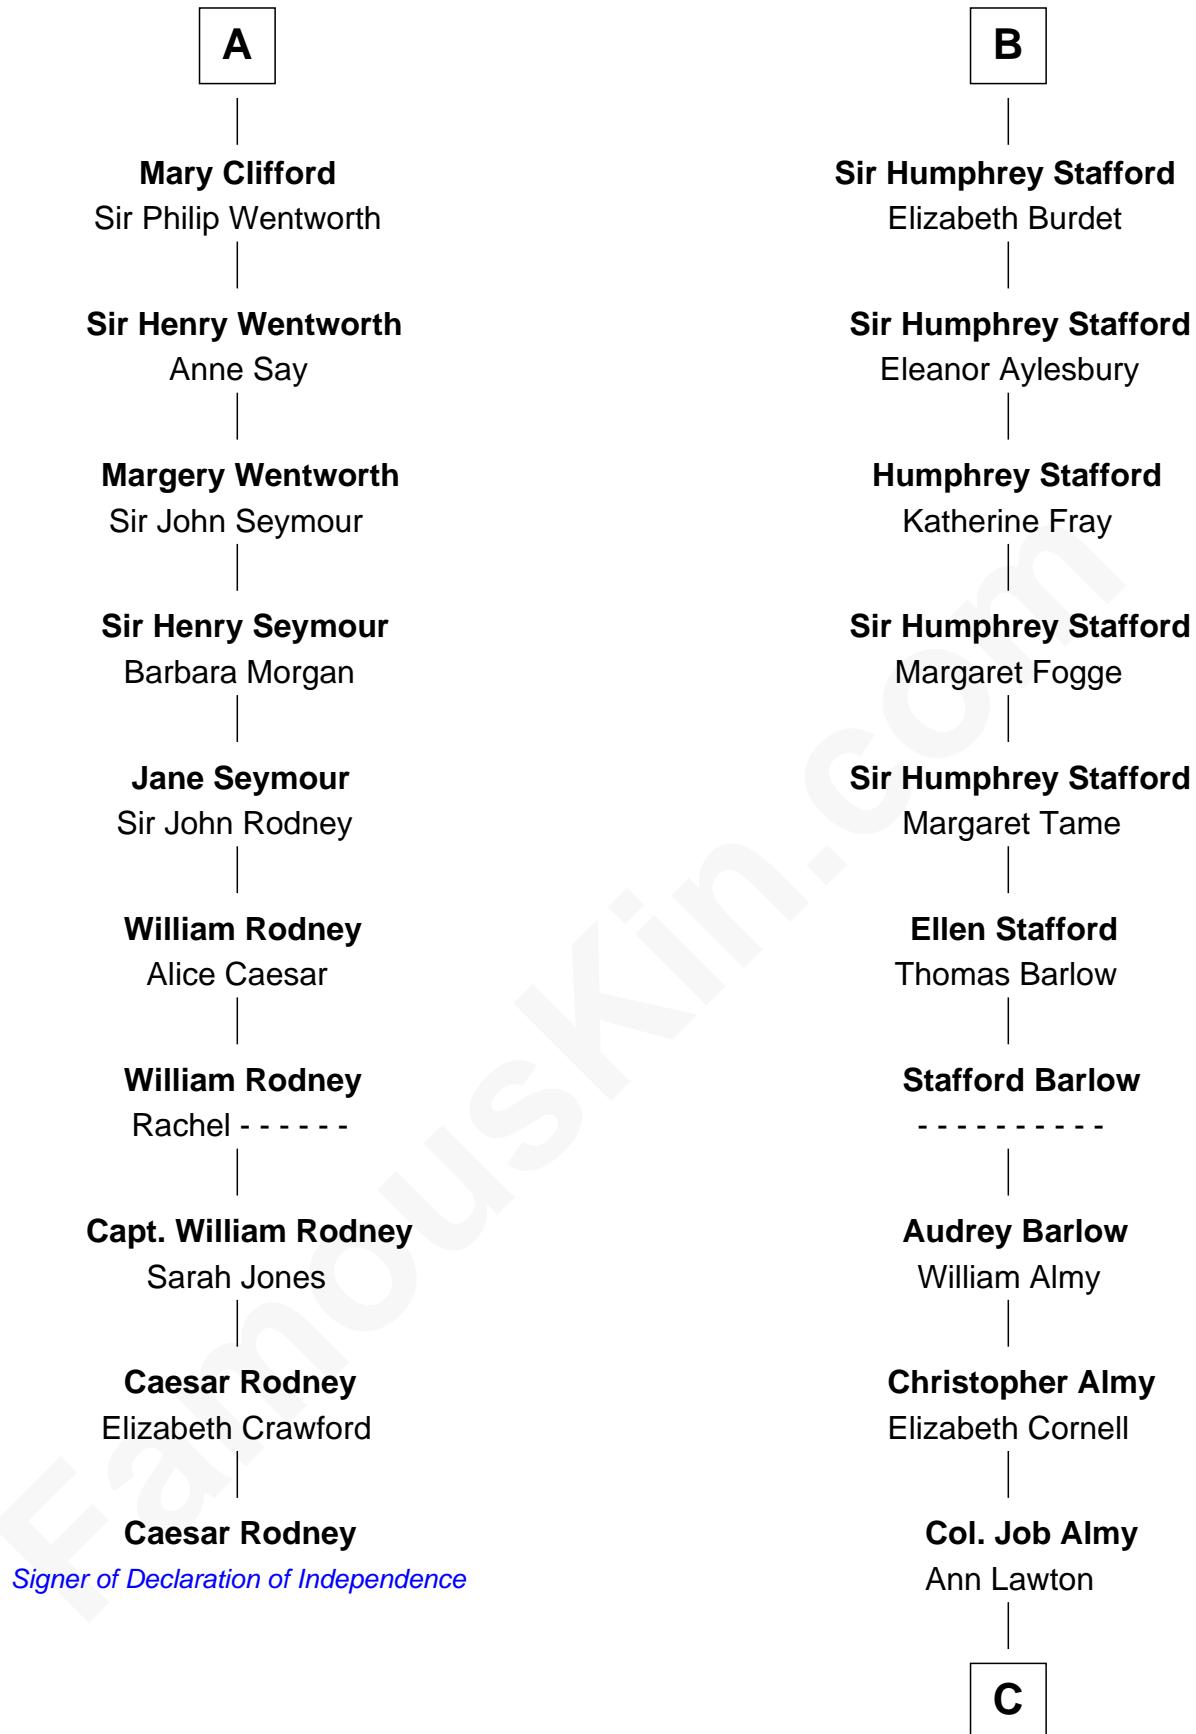 A
Mary Clifford
Sir Philip Wentworth
Sir Henry Wentworth
Anne Say
Margery Wentworth
Sir John Seymour
Sir Henry Seymour
Barbara Morgan
Jane Seymour
Sir John Rodney
William Rodney
Alice Caesar
William Rodney
Rachel - - - - - -
Capt. William Rodney
Sarah Jones
Caesar Rodney
Elizabeth Crawford
Caesar Rodney
Signer of Declaration of Independence
B
Sir Humphrey Stafford
Elizabeth Burdet
Sir Humphrey Stafford
Eleanor Aylesbury
Humphrey Stafford
Katherine Fray
Sir Humphrey Stafford
Margaret Fogge
Sir Humphrey Stafford
Margaret Tame
Ellen Stafford
Thomas Barlow
Stafford Barlow
- - - - - - - - - -
Audrey Barlow
William Almy
Christopher Almy
Elizabeth Cornell
Col. Job Almy
Ann Lawton
C
FamousKin.com